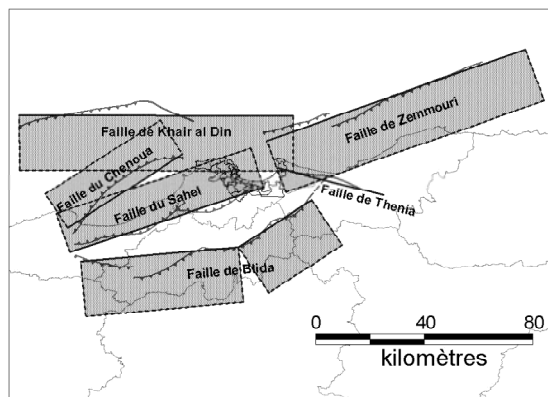 Faille de Zemmouri
Faille de Khair al Din
Faille du Chenoua
Faille du Sahel
Faille de Thenia
Faille de Blida
0 40 80
kilomètres